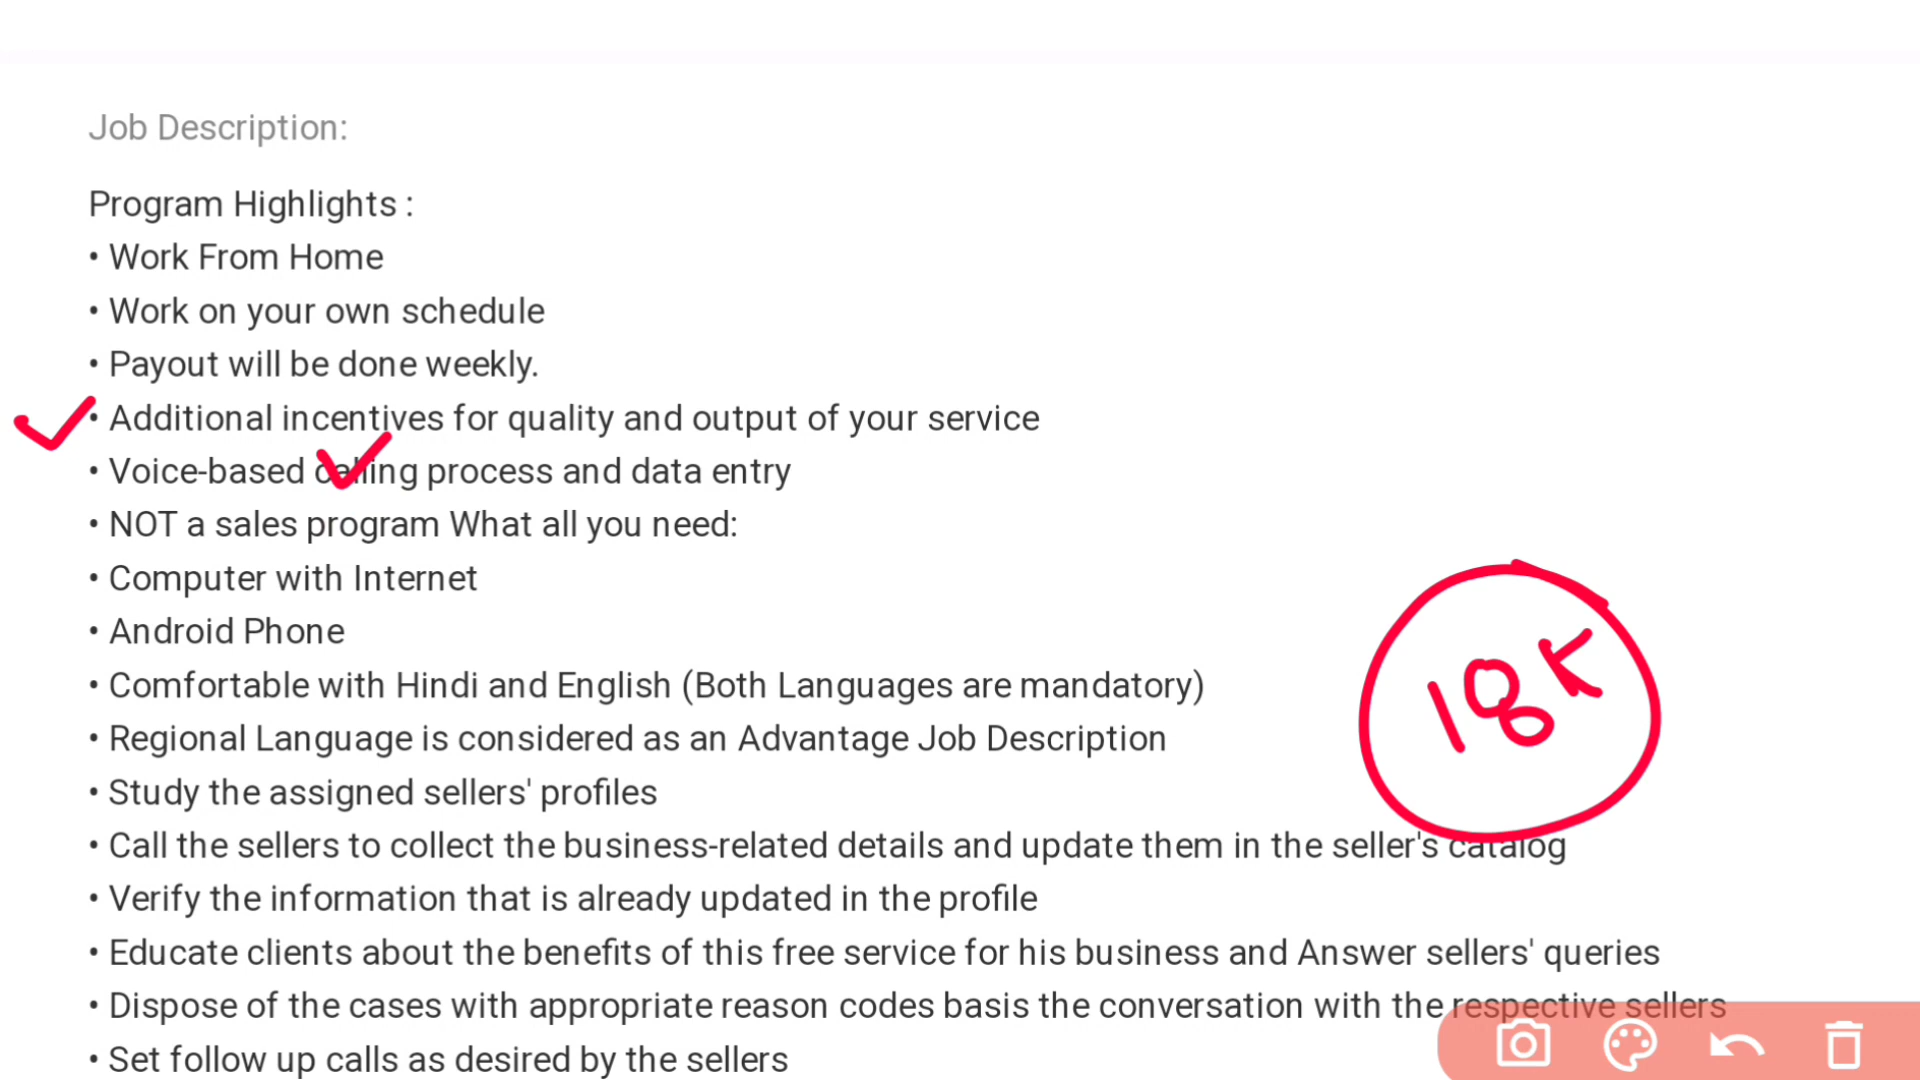 Job Description:
Program Highlights :
• Work From Home
• Work on your own schedule
• Payout will be done weekly.
• Additional incentives for quality and output of your service
• Voice-based calling process and data entry
• NOT a sales program What all you need:
• Computer with Internet
• Android Phone
• Comfortable with Hindi and English (Both Languages are mandatory)
18K
• Regional Language is considered as an Advantage Job Description
• Study the assigned sellers' profiles
• Call the sellers to collect the business-related details and update them in the seller's catalog
• Verify the information that is already updated in the profile
• Educate clients about the benefits of this free service for his business and Answer sellers' queries
• Dispose of the cases with appropriate reason codes basis the conversation with the respective sellers
• Set follow up calls as desired by the sellers